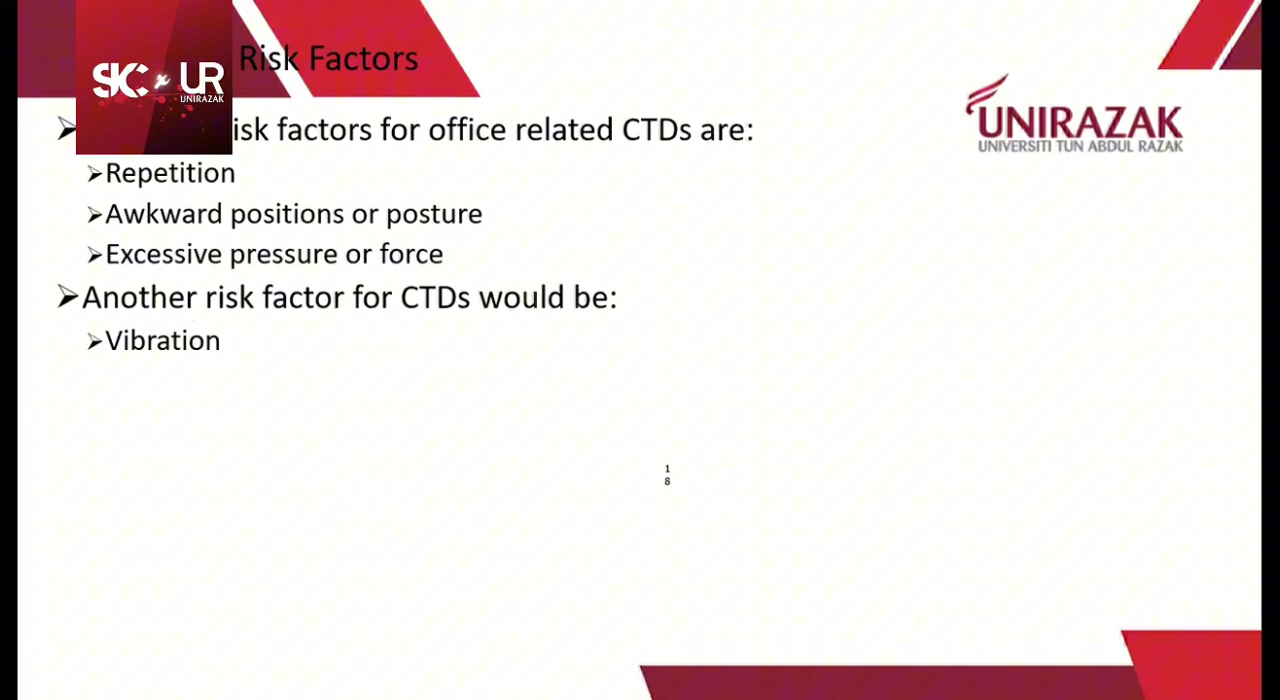 SKC x UR
UNIRAZAK
Risk Factors
➢ isk factors for office related CTDs are:
➢Repetition
➢Awkward positions or posture
➢Excessive pressure or force
➢Another risk factor for CTDs would be:
➢Vibration
UNIRAZAK
UNIVERSITI TUN ABDUL RAZAK
1
8